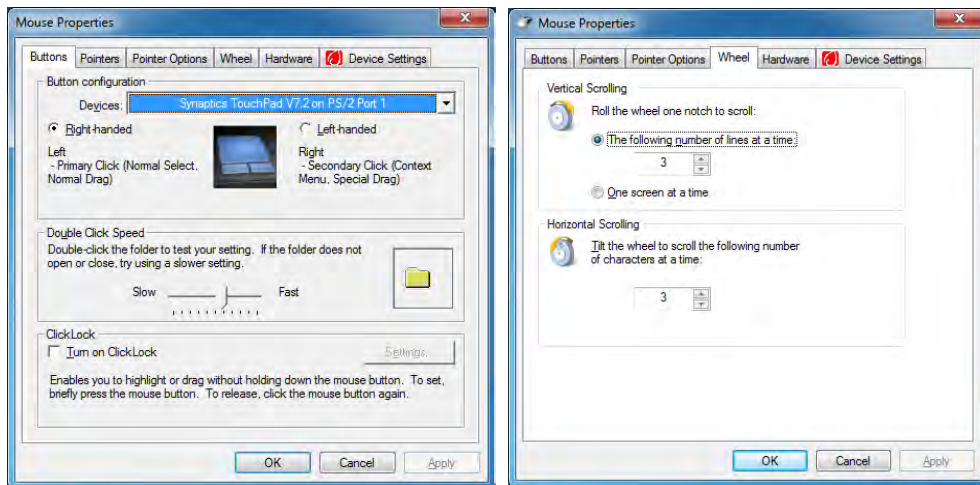 Mouse Properties
Buttons Pointers Pointer Options Wheel Hardware Device Settings
Button configuration
Devices: Synaptics TouchPad V7.2 on PS/2 Port 1
Right-handed
Left-handed
Left
- Primary Click (Normal Select,
Normal Drag)
Right
- Secondary Click (Context
Menu, Special Drag)
Double Click Speed
Double-click the folder to test your setting. If the folder does not
open or close, try using a slower setting.
Slow Fast
ClickLock
Turn on ClickLock
Settings...
Enables you to highlight or drag without holding down the mouse button. To set,
briefly press the mouse button. To release, click the mouse button again.
OK Cancel Apply
Mouse Properties
Buttons Pointers Pointer Options Wheel Hardware Device Settings
Vertical Scrolling
Roll the wheel one notch to scroll:
The following number of lines at a time
3
One screen at a time
Horizontal Scrolling
Tilt the wheel to scroll the following number
of characters at a time:
3
OK Cancel Apply